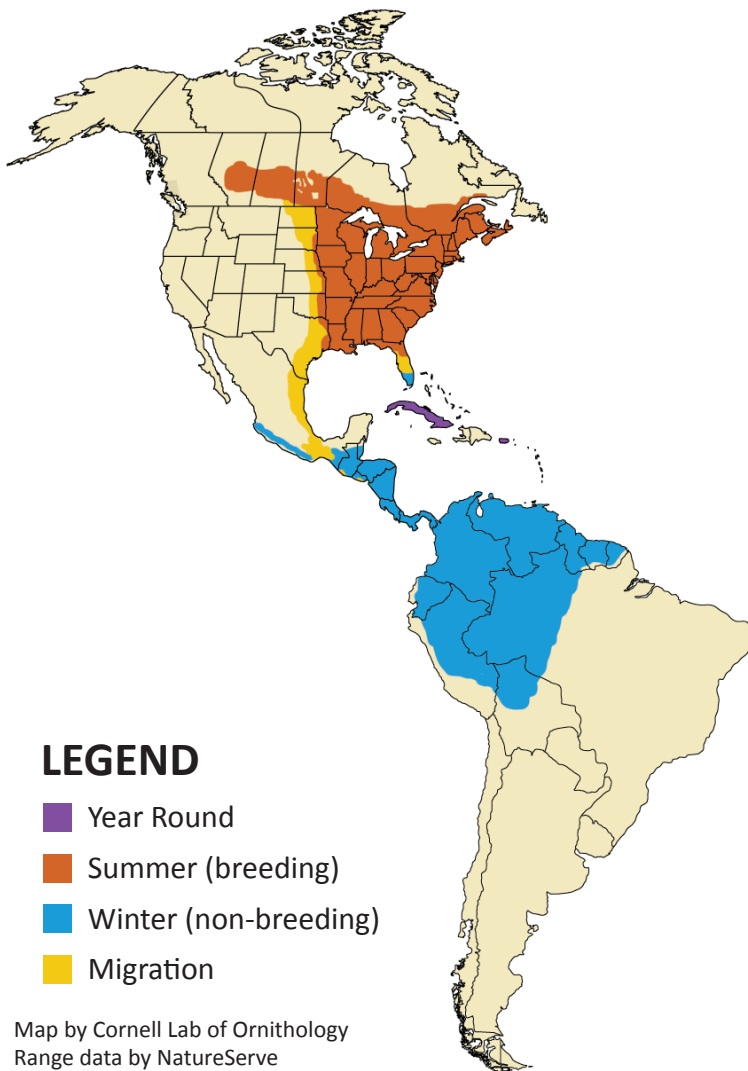 LEGEND
Year Round
Summer (breeding)
Winter (non-breeding)
Migration
Map by Cornell Lab of Ornithology
Range data by NatureServe